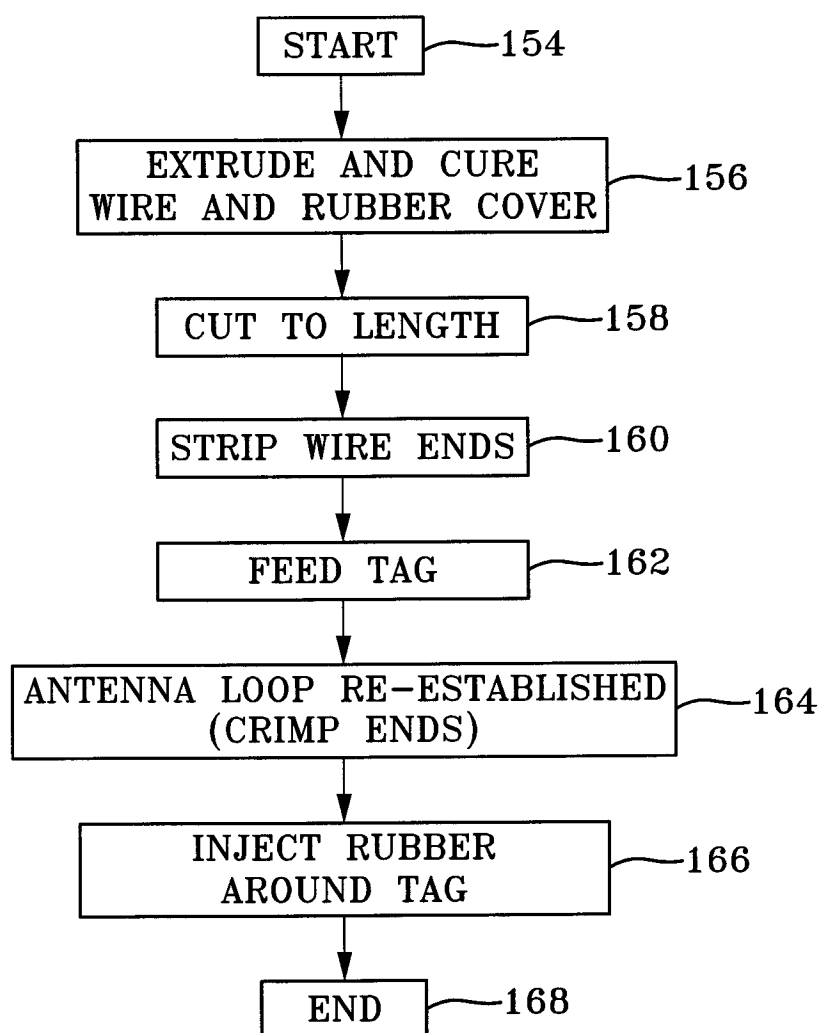 START
154
EXTRUDE AND CURE
WIRE AND RUBBER COVER
156
CUT TO LENGTH
158
STRIP WIRE ENDS
160
FEED TAG
162
ANTENNA LOOP RE-ESTABLISHED
(CRIMP ENDS)
164
INJECT RUBBER
AROUND TAG
166
END
168